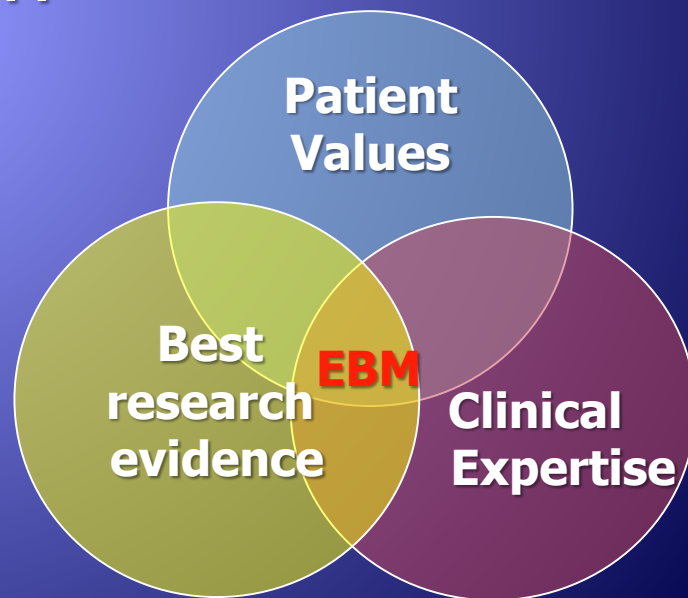 Patient
Values
Best
research
evidence
EBM
Clinical
Expertise